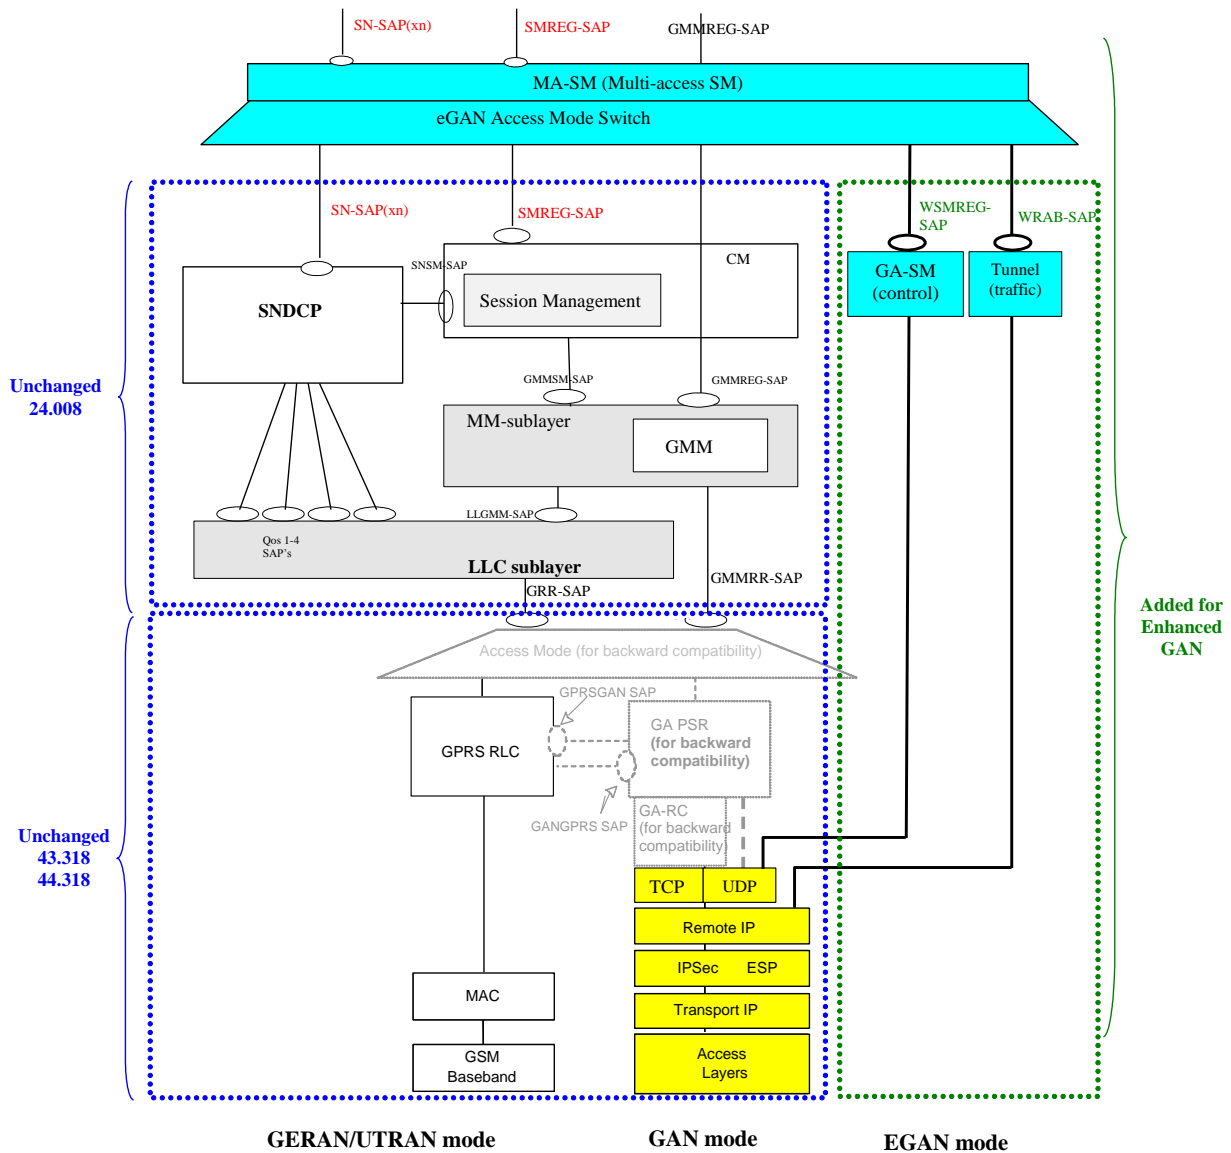 SN-SAP(xn)
SMREG-SAP
GMMREG-SAP
MA-SM (Multi-access SM)
eGAN Access Mode Switch
SN-SAP(xn)
SMREG-SAP
WSMREG-
SAP
WRAB-SAP
SNSM-SAP
CM
GA-SM
(control)
Tunnel
(traffic)
SNDCP
Session Management
Unchanged
24.008
GMMSM-SAP
GMMREG-SAP
MM-sublayer
GMM
LLGMM-SAP
Qos 1-4
SAP's
LLC sublayer
GRR-SAP
GMMRR-SAP
Added for
Enhanced
GAN
Access Mode (for backward compatibility)
GPRSGAN SAP
GPRS RLC
GA PSR
(for backward
compatibility)
GANGPRS SAP
GA-RC
(for backward
compatibility)
Unchanged
43.318
44.318
TCP
UDP
Remote IP
IPSec ESP
MAC
Transport IP
GSM
Baseband
Access
Layers
GERAN/UTRAN mode
GAN mode
EGAN mode